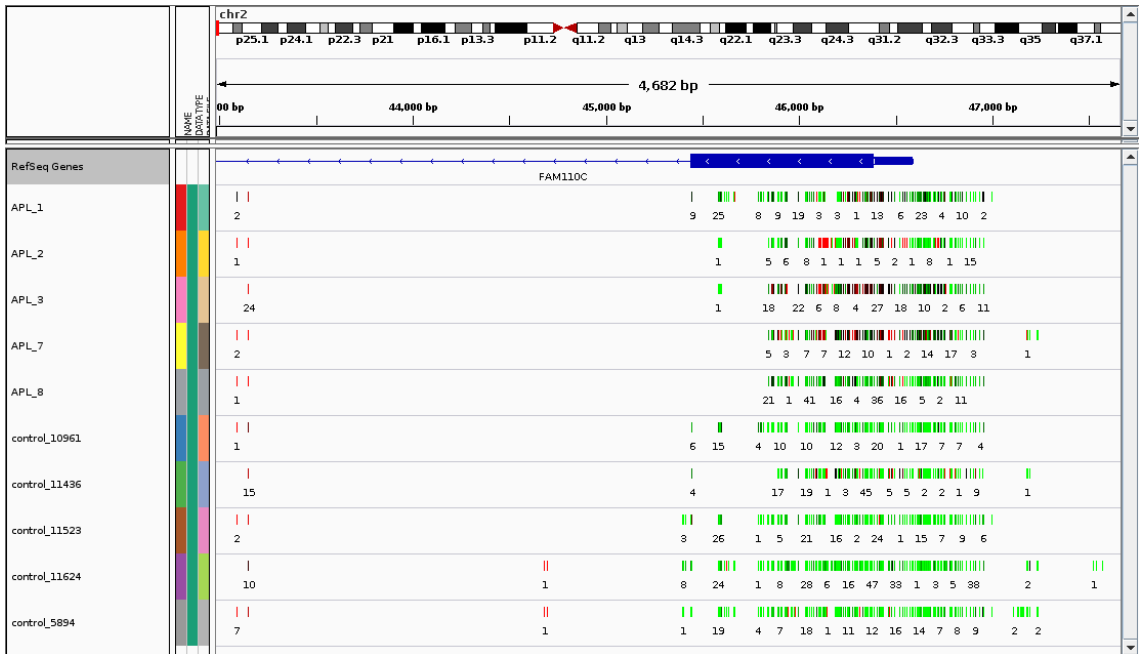 chr2
p25.1 p24.1 p22.3 p21 p16.1 p13.3 p11.2 q11.2 q13 q14.3 q22.1 q23.3 q24.3 q31.2 q32.3 q33.3 q35 q37.1
4,682 bp
00 bp 44,000 bp 45,000 bp 46,000 bp 47,000 bp
NAME
DATA TYPE
DATA FILE
RefSeq Genes
FAM110C
APL_1
2 9 25 8 9 19 3 3 1 13 6 23 4 10 2
APL_2
1 1 5 6 8 1 1 1 5 2 1 8 1 15
APL_3
24 1 18 22 6 8 4 27 18 10 2 6 11
APL_7
2 5 3 7 7 12 10 1 2 14 17 3 1
APL_8
1 21 1 41 16 4 36 16 5 2 11
control_10961
1 6 15 4 10 10 12 3 20 1 17 7 7 4
control_11436
15 4 17 19 1 3 45 5 5 2 2 1 9 1
control_11523
2 3 26 1 5 21 16 2 24 1 15 7 9 6
control_11624
10 1 8 24 1 8 28 6 16 47 33 1 3 5 38 2 1
control_5894
7 1 1 19 4 7 18 1 11 12 16 14 7 8 9 2 2